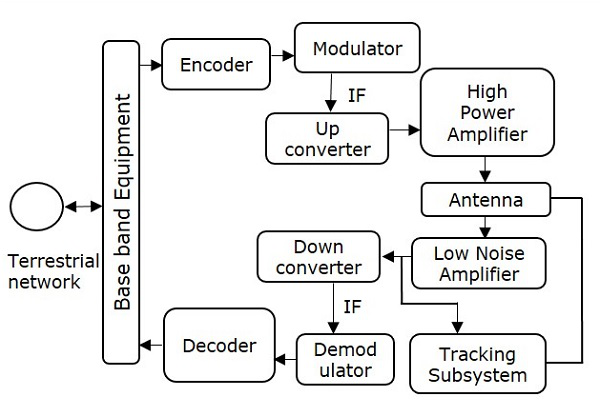 Encoder
Modulator
IF
Up
converter
High
Power
Amplifier
Antenna
Low Noise
Amplifier
Down
converter
IF
Tracking
Subsystem
Demod
ulator
Decoder
Base band Equipment
Terrestrial
network